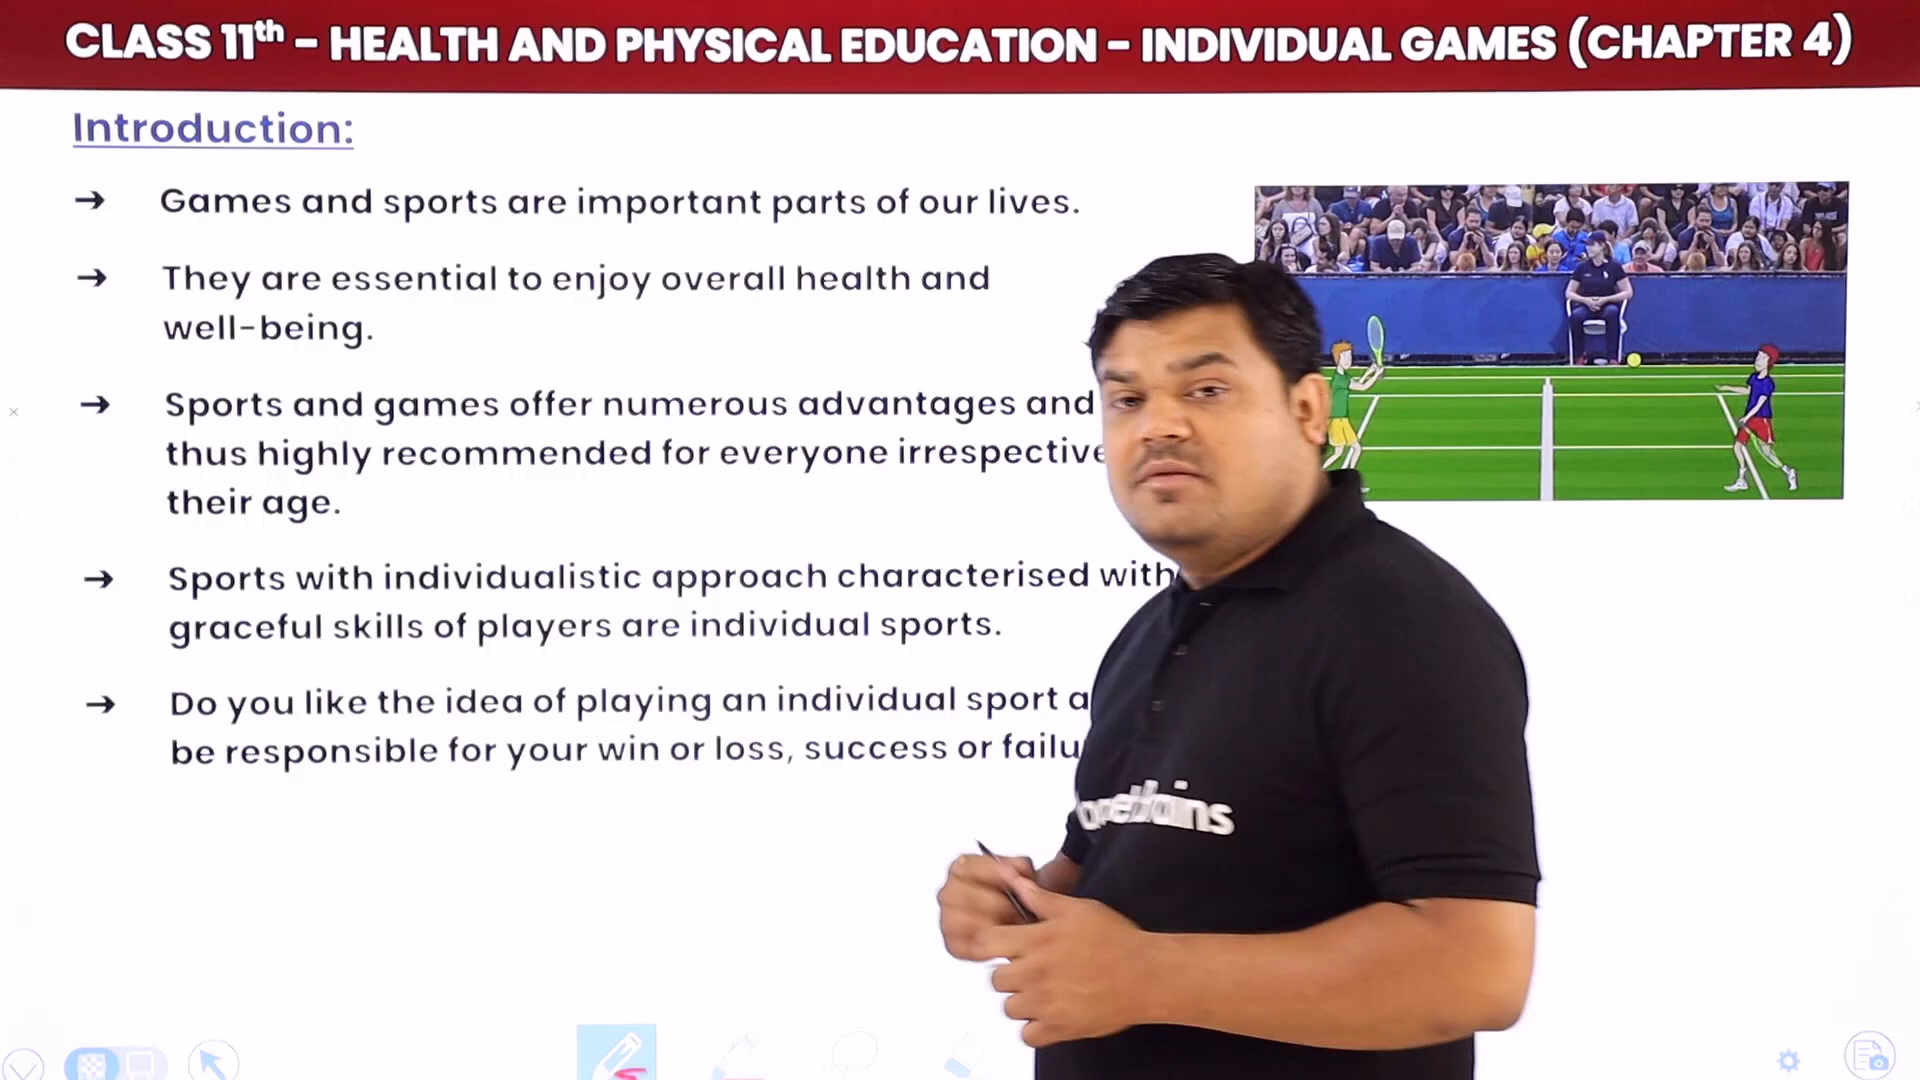 CLASS 11th – HEALTH AND PHYSICAL EDUCATION – INDIVIDUAL GAMES (CHAPTER 4)
Introduction:
→ Games and sports are important parts of our lives.
→ They are essential to enjoy overall health and
well-being.
→ Sports and games offer numerous advantages and
thus highly recommended for everyone irrespective
their age.
→ Sports with individualistic approach characterised with
graceful skills of players are individual sports.
→ Do you like the idea of playing an individual sport
be responsible for your win or loss, success or